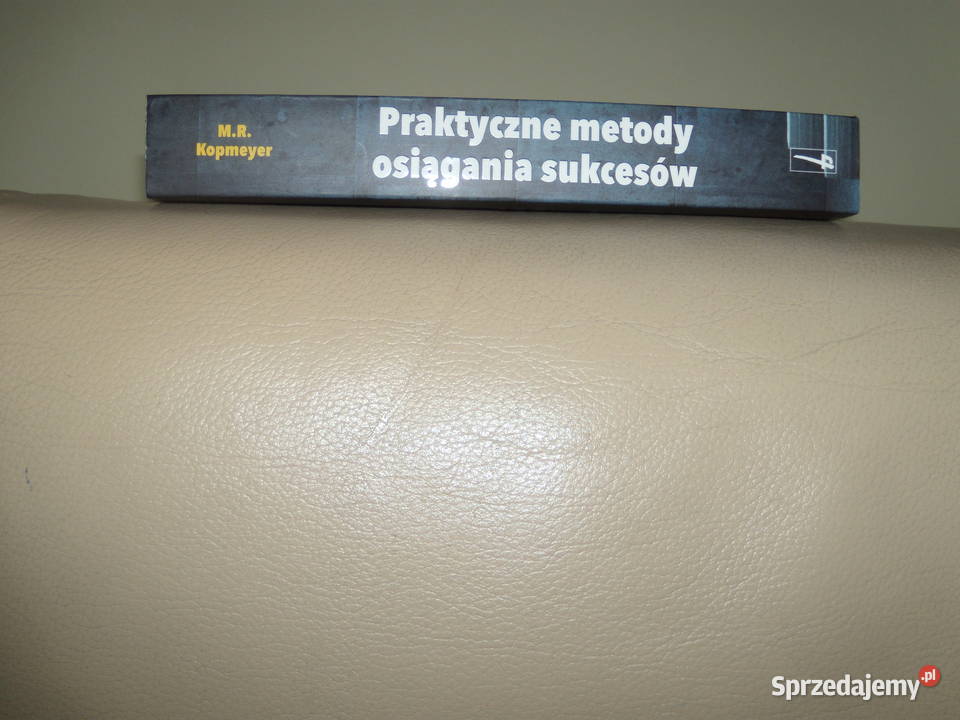 M.R.
Kopmeyer
Praktyczne metody
osiągania sukcesów
Sprzedajemy.pl